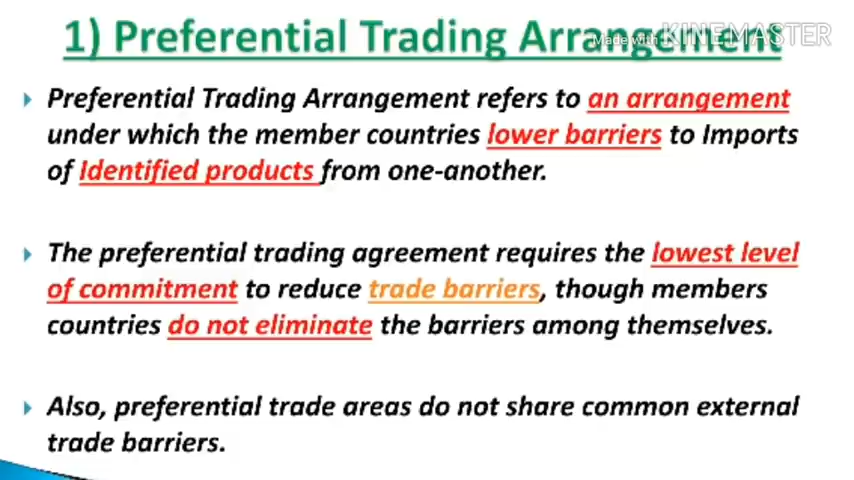 1) Preferential Trading Arrangement
Made with KINEMASTER
Preferential Trading Arrangement refers to an arrangement
under which the member countries lower barriers to Imports
of Identified products from one-another.
The preferential trading agreement requires the lowest level
of commitment to reduce trade barriers, though members
countries do not eliminate the barriers among themselves.
Also, preferential trade areas do not share common external
trade barriers.